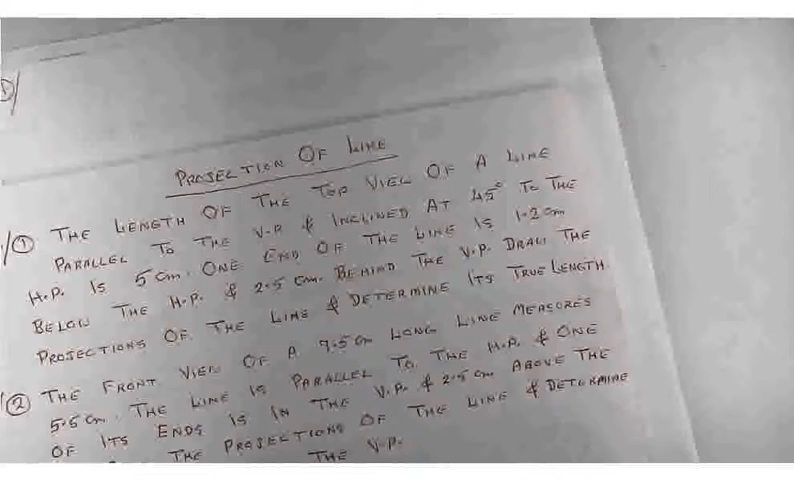 D/
PROJECTION OF LINE
1) THE LENGTH OF THE TOP VIEW OF A LINE
PARALLEL TO THE V.P. & INCLINED AT 45° TO THE
H.P. IS 5 cm. ONE END OF THE LINE IS 1.2 cm
BELOW THE H.P. & 2.5 cm. BEHIND THE V.P. DRAW THE
PROJECTIONS OF THE LINE & DETERMINE ITS TRUE LENGTH.
2) THE FRONT VIEW OF A 7.5 cm LONG LINE MEASURES
5.5 cm. THE LINE IS PARALLEL TO THE H.P. & ONE
OF ITS ENDS IS IN THE V.P. & 2.5 cm ABOVE THE
THE PROJECTIONS OF THE LINE & DETERMINE
THE V.P.